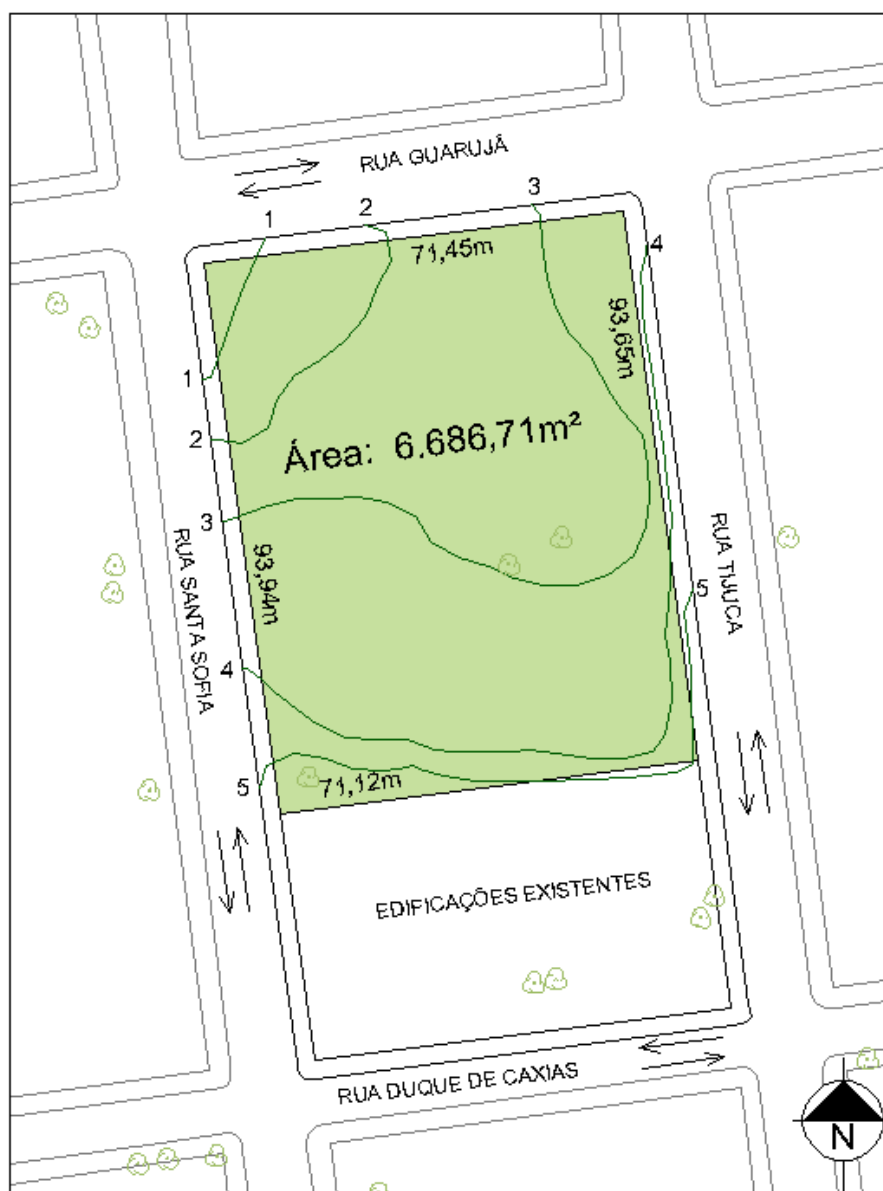 RUA GUARUJÁ
1
2
3
4
71,45m
93,65m
1
2
Área: 6.686,71m²
3
RUA SANTA SOFIA
93,94m
RUA TIJUCA
5
4
5
71,12m
EDIFICAÇÕES EXISTENTES
RUA DUQUE DE CAXIAS
N